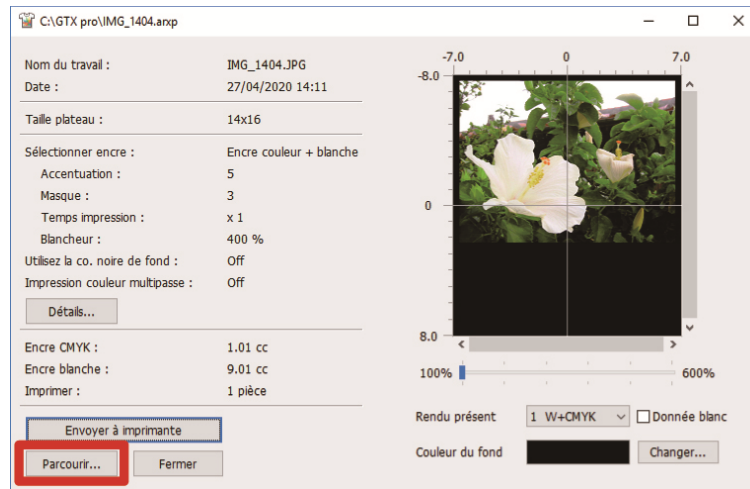 C:\GTX pro\IMG_1404.arxp
Nom du travail : IMG_1404.JPG
Date : 27/04/2020 14:11
Taille plateau : 14x16
Sélectionner encre : Encre couleur + blanche
Accentuation : 5
Masque : 3
Temps impression : x 1
Blancheur : 400 %
Utilisez la co. noire de fond : Off
Impression couleur multipasse : Off
Détails...
Encre CMYK : 1.01 cc
Encre blanche : 9.01 cc
Imprimer : 1 pièce
Envoyer à imprimante
Parcourir... Fermer
-7.0 0 7.0
-8.0
0
8.0
100% 600%
Rendu présent 1 W+CMYK Donnée blanc
Couleur du fond Changer...